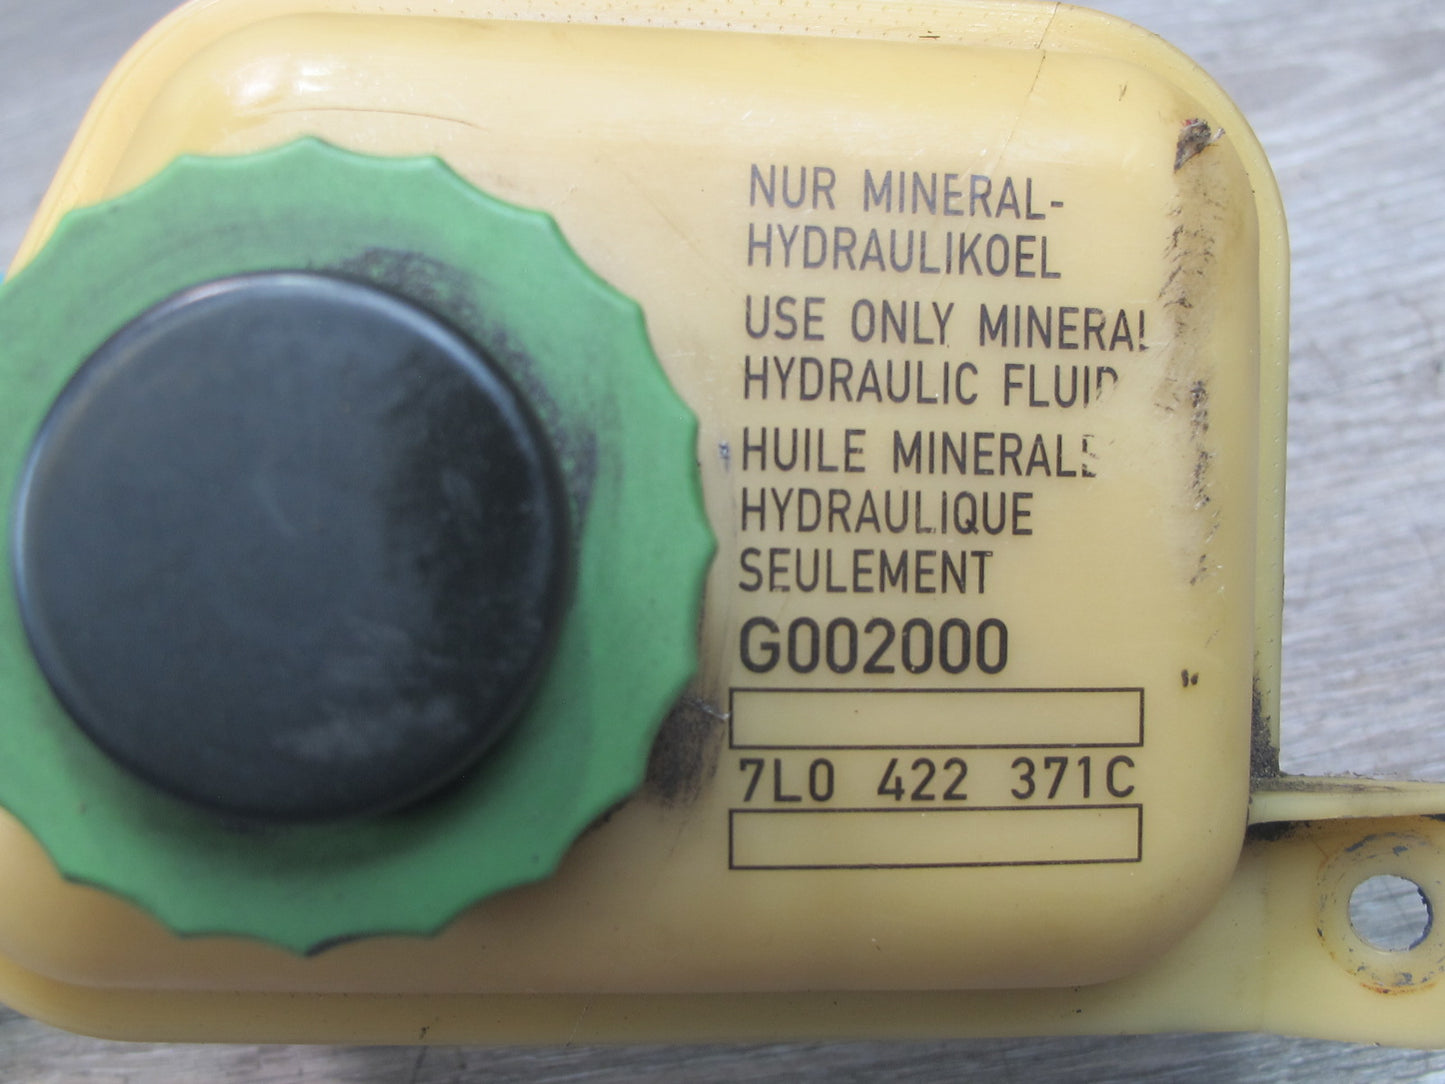 NUR MINERAL-
HYDRAULIKOEL
USE ONLY MINERAL
HYDRAULIC FLUID
HUILE MINERALE
HYDRAULIQUE
SEULEMENT
G002000
7L0 422 371C